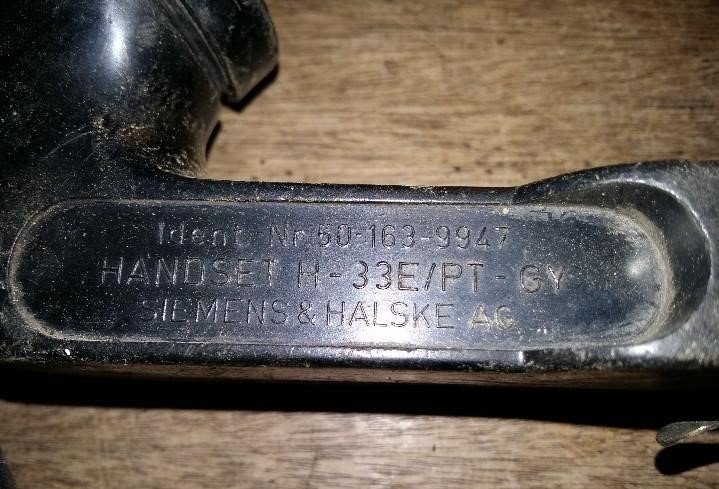 Ident. Nr. 50-163-9947
HANDSET H-33E/PT-GY
SIEMENS & HALSKE AG